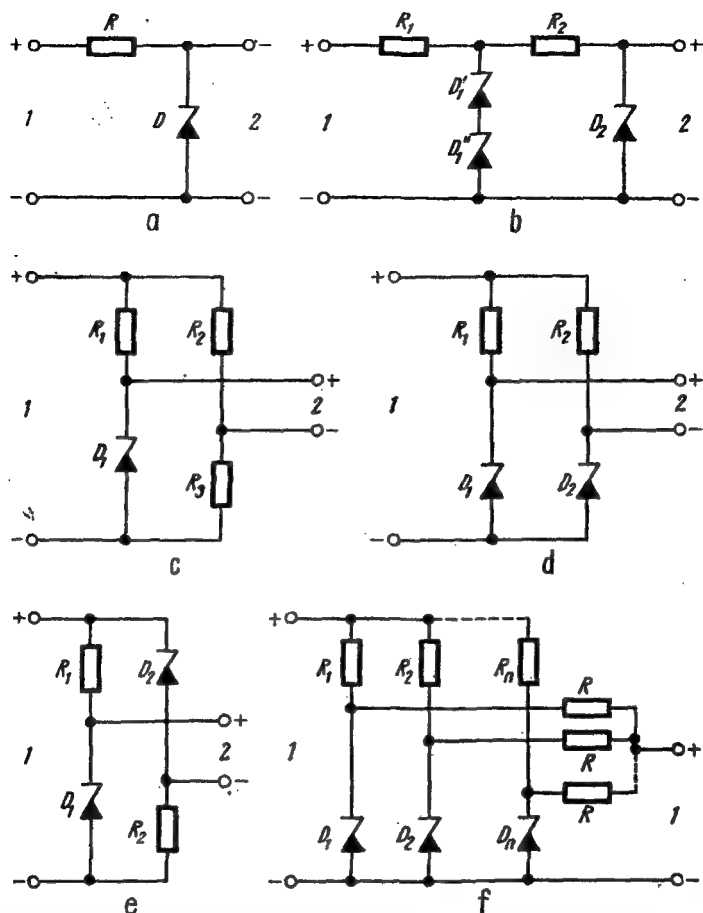 R
+ −
1 D 2
− −
a
R₁ R₂
+ +
D₁′
1 D₂ 2
D₁″
− −
b
+
R₁ R₂
+
1 2
−
D₁ R₃
−
c
+
R₁ R₂
+
1 2
−
D₁ D₂
−
d
+
R₁ D₂
+
1 2
−
D₁ R₂
−
e
+
R₁ R₂ Rₙ
R
R
+
1
R
1
D₁ D₂ Dₙ
− −
f